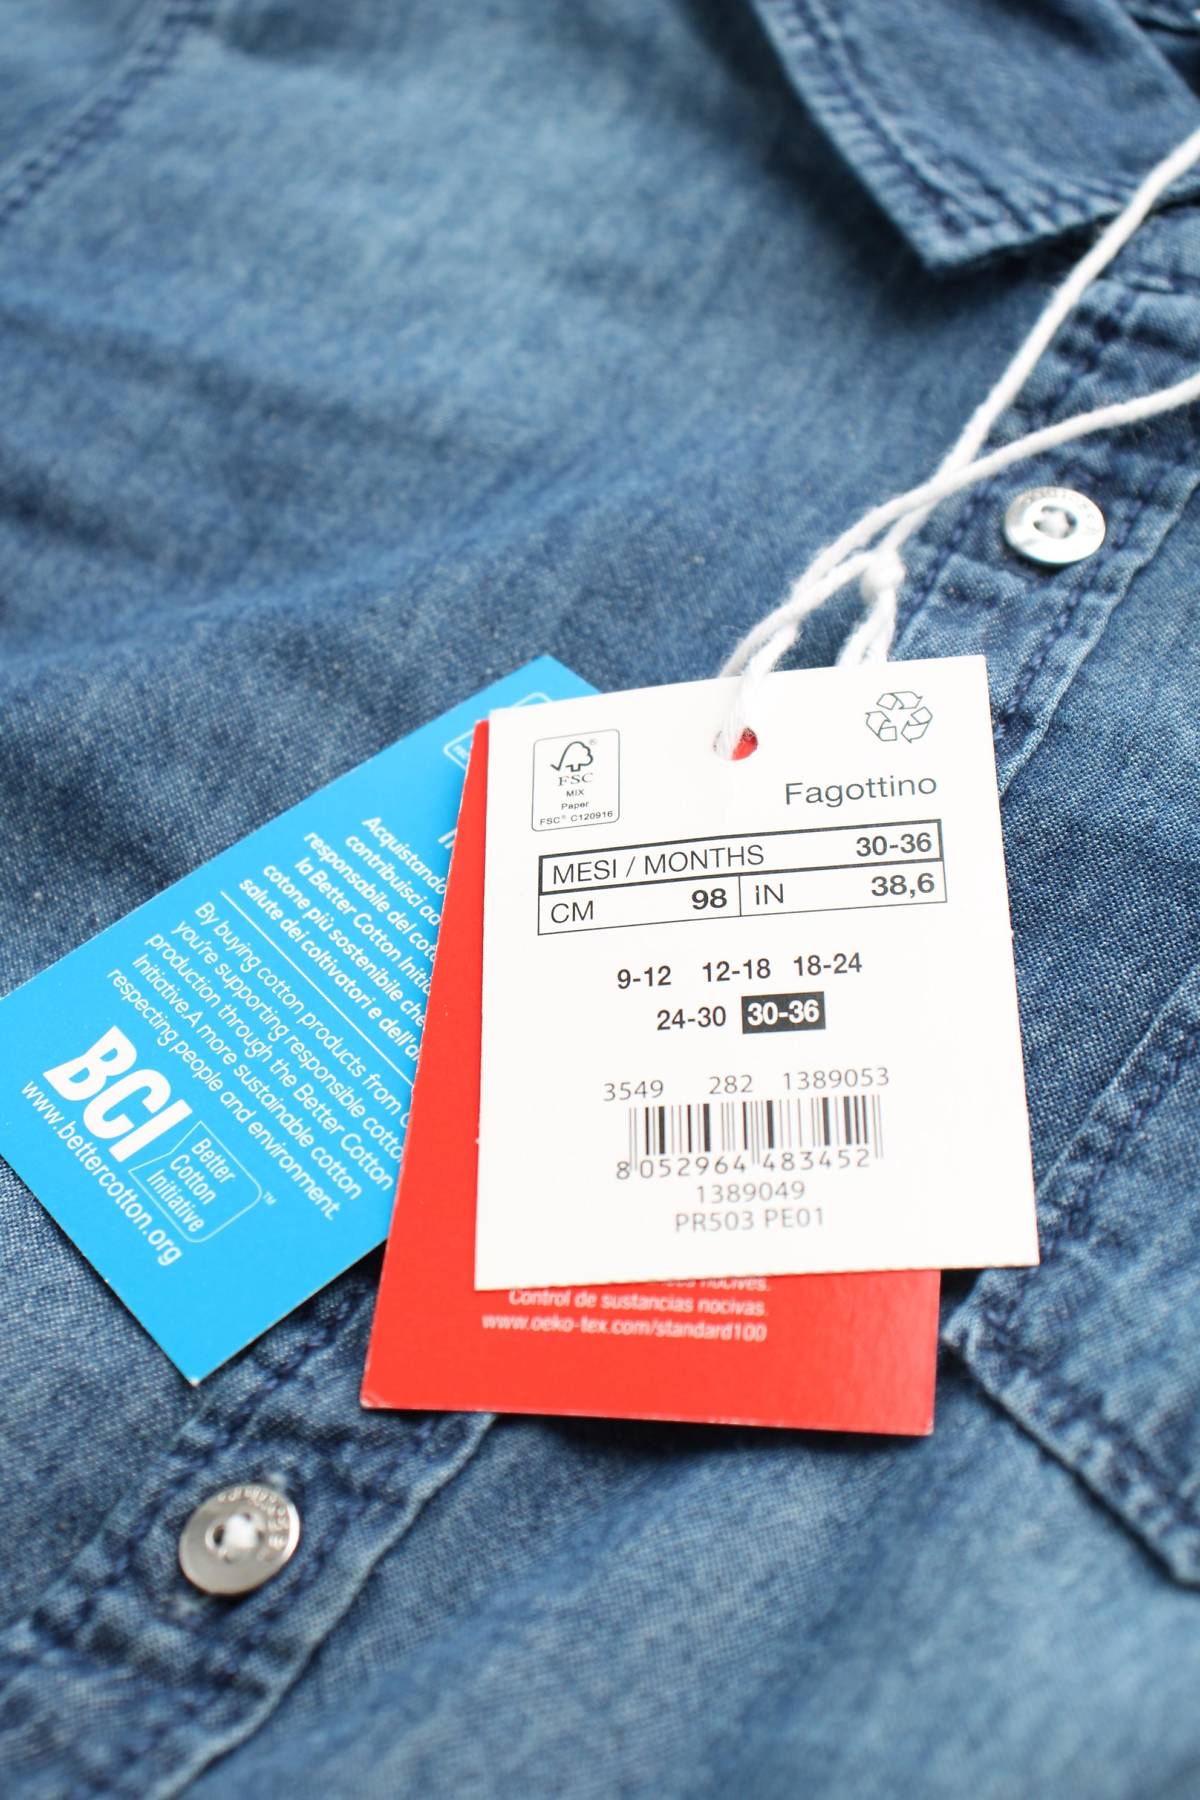 FSC®
MIX
Paper
FSC® C120916
Fagottino
MESI / MONTHS 30-36
CM 98 IN 38,6
9-12 12-18 18-24
24-30 30-36
3549 282 1389053
8 052964 483452
1389049
PR503 PE01
nocives.
Control de sustancias nocivas.
www.oeko-tex.com/standard100
Acquistando
contribuisci ad
responsabile del
la Better Cotton
cotone più sostenibile che
salute dei coltivatori e
By buying cotton products from
you're supporting responsible
production through the Better Cotton
Initiative.A more sustainable cotton
respecting people and environment.
BCI
Better
Cotton
Initiative
™
www.bettercotton.org